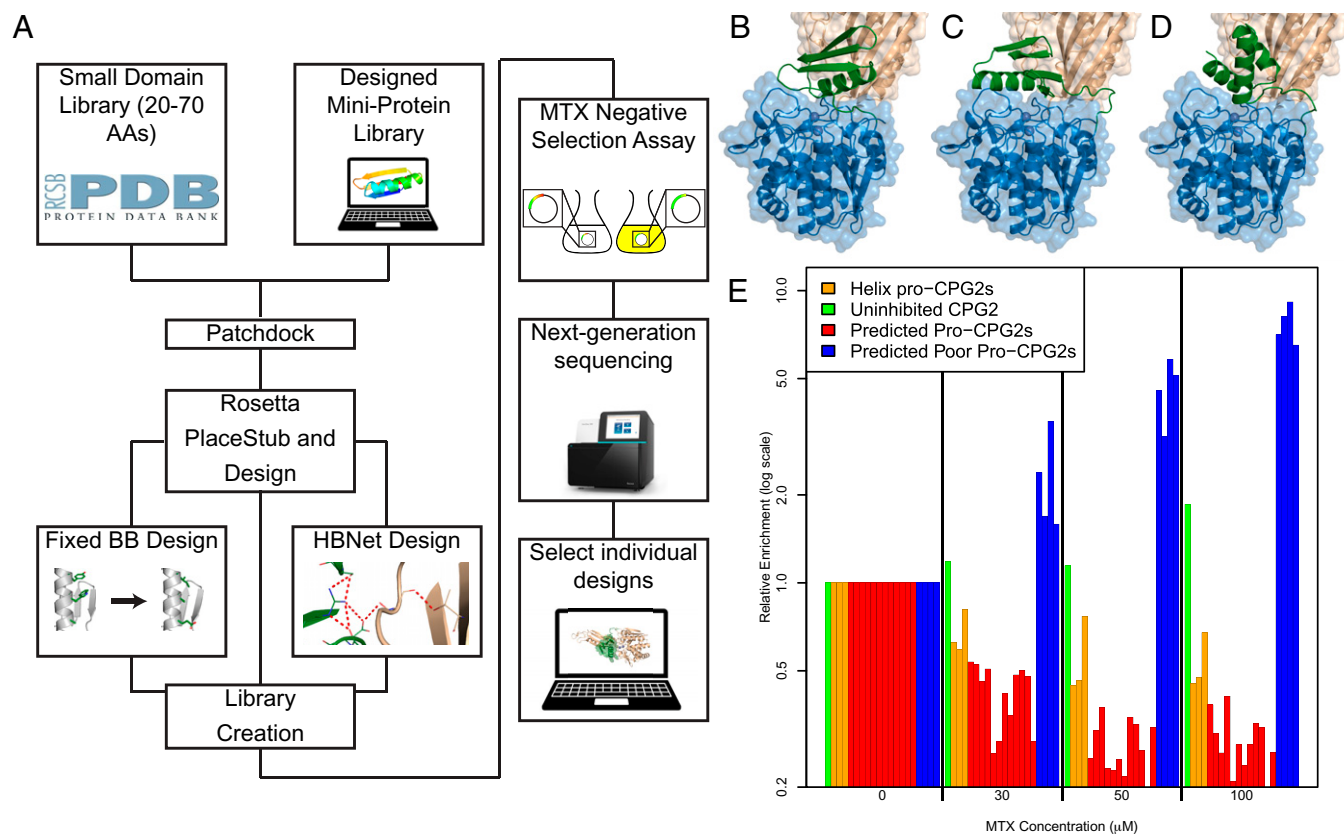 A
Small Domain
Library (20-70
AAs)
RCSB
PDB
PROTEIN DATA BANK
Designed
Mini-Protein
Library
Patchdock
Rosetta
PlaceStub and
Design
Fixed BB Design
HBNet Design
Library
Creation
MTX Negative
Selection Assay
Next-generation
sequencing
Select individual
designs
B
C
D
E
Helix pro−CPG2s
Uninhibited CPG2
Predicted Pro−CPG2s
Predicted Poor Pro−CPG2s
Relative Enrichment (log scale)
10.0
5.0
2.0
1.0
0.5
0.2
0
30
50
100
MTX Concentration (μM)